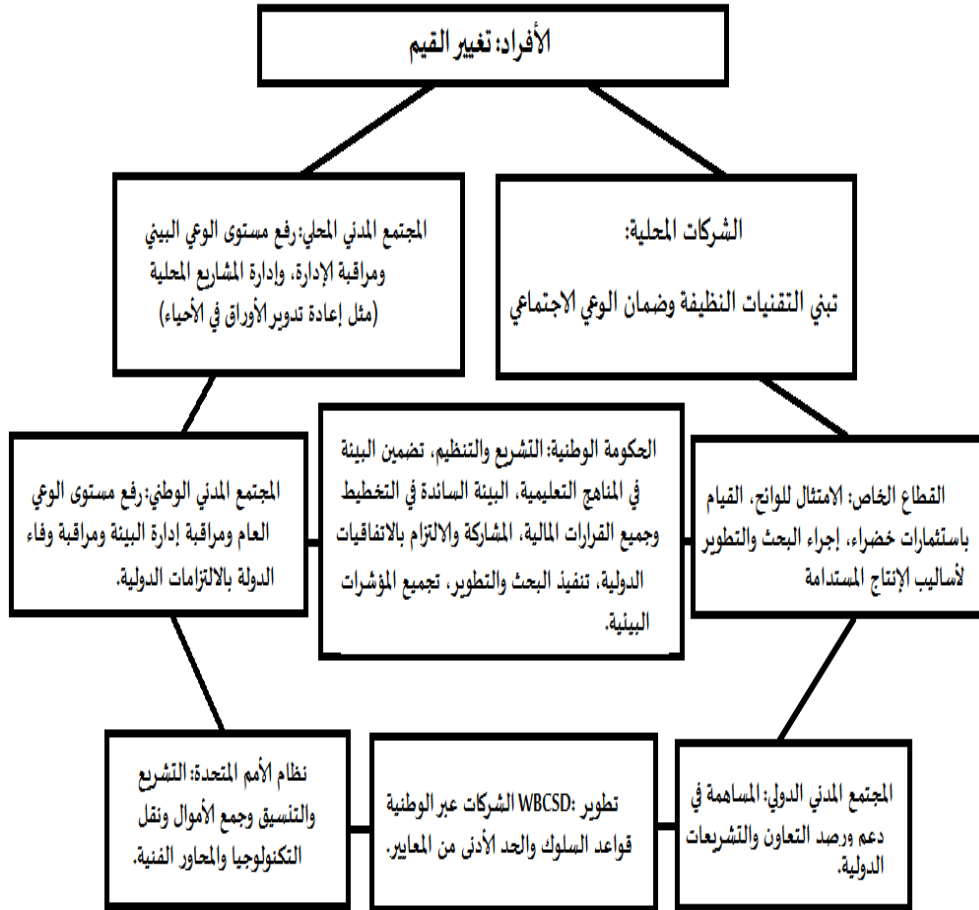 الأفراد: تغيير القيم
الشركات المحلية:
تبني التقنيات النظيفة وضمان الوعي الاجتماعي
المجتمع المدني المحلي: رفع مستوى الوعي البيئي
ومراقبة الإدارة، وإدارة المشاريع المحلية
(مثل إعادة تدوير الأوراق في الأحياء)
القطاع الخاص: الامتثال للوائح، القيام
باستثمارات خضراء، إجراء البحث والتطوير
لأساليب الإنتاج المستدامة
الحكومة الوطنية: التشريع والتنظيم، تضمين البيئة
في المناهج التعليمية، البيئة السائدة في التخطيط
وجميع القرارات المالية، المشاركة والالتزام بالاتفاقيات
الدولية، تنفيذ البحث والتطوير، تجميع المؤشرات
البيئية.
المجتمع المدني الوطني: رفع مستوى الوعي
العام ومراقبة إدارة البيئة ومراقبة وفاء
الدولة بالالتزامات الدولية.
المجتمع المدني الدولي: المساهمة في
دعم ورصد التعاون والتشريعات
الدولية.
تطوير :WBCSD الشركات عبر الوطنية
قواعد السلوك والحد الأدنى من المعايير.
نظام الأمم المتحدة: التشريع
والتنسيق وجمع الأموال ونقل
التكنولوجيا والمحاور الفنية.